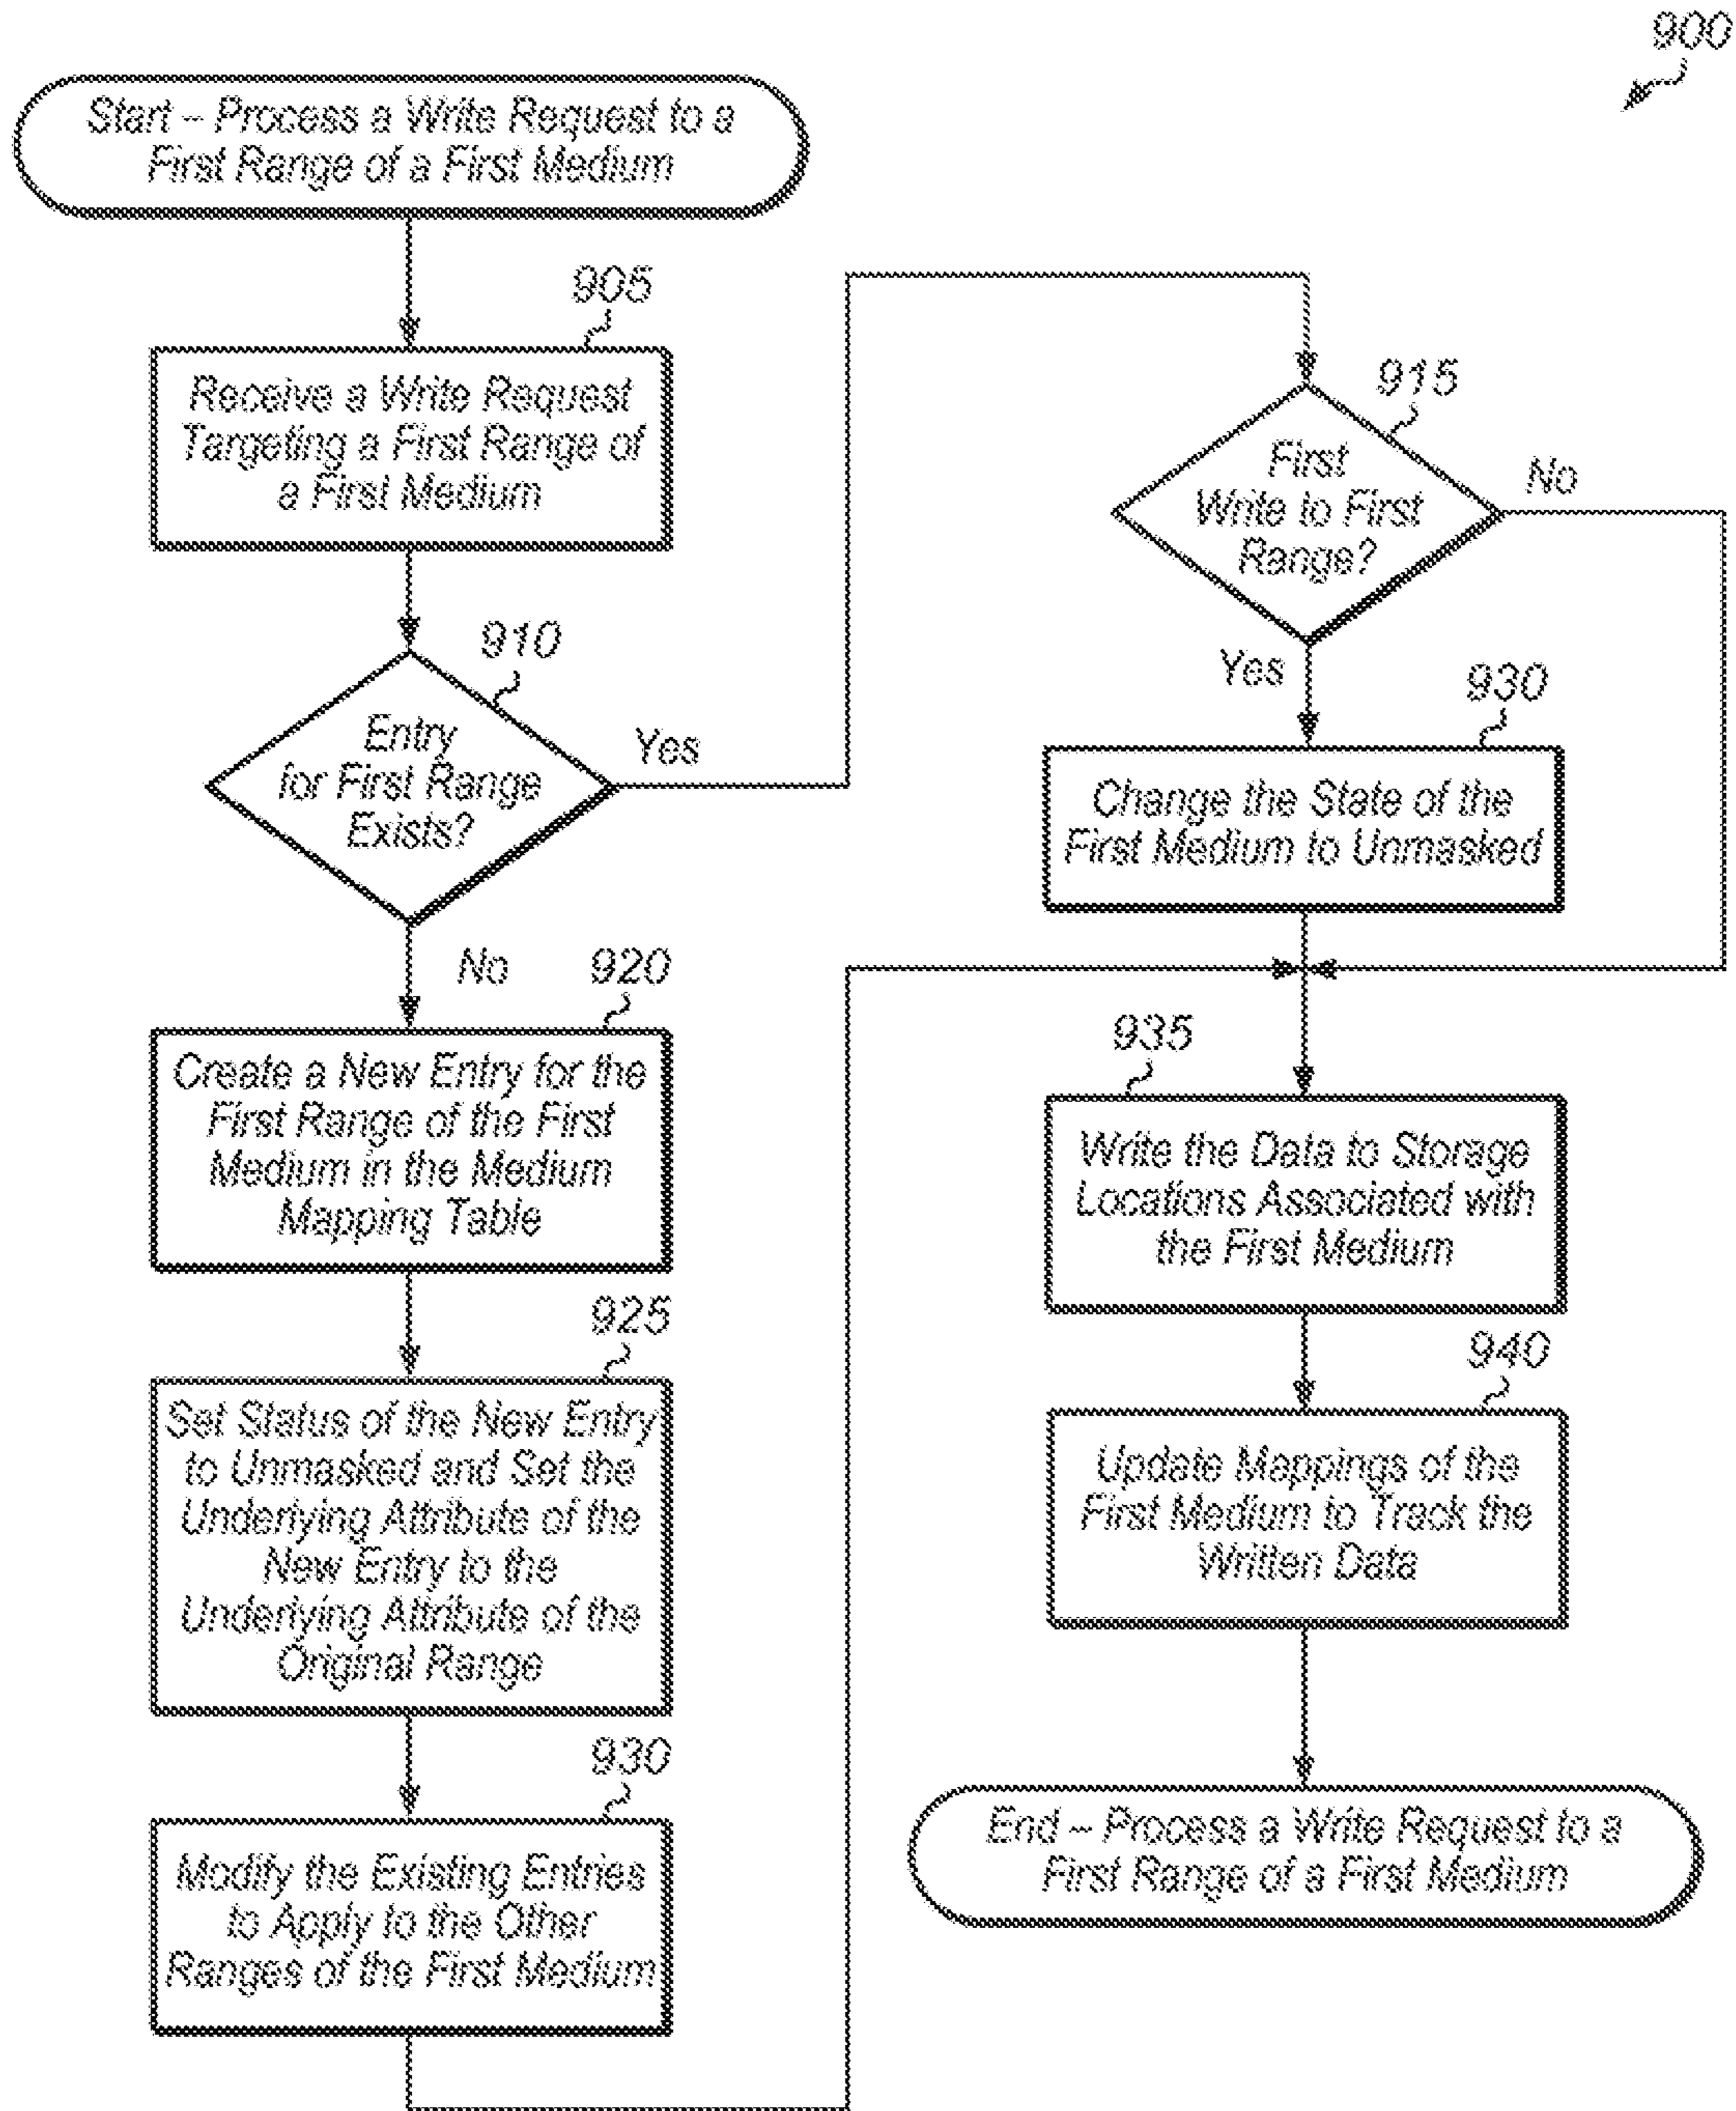 900
Start – Process a Write Request to a
First Range of a First Medium
905
Receive a Write Request
Targeting a First Range of
a First Medium
910
Entry
for First Range
Exists?
Yes
No
920
Create a New Entry for the
First Range of the First
Medium in the Medium
Mapping Table
925
Set Status of the New Entry
to Unmasked and Set the
Underlying Attribute of the
New Entry to the
Underlying Attribute of the
Original Range
930
Modify the Existing Entries
to Apply to the Other
Ranges of the First Medium
915
First
Write to First
Range?
No
Yes
930
Change the State of the
First Medium to Unmasked
935
Write the Data to Storage
Locations Associated with
the First Medium
940
Update Mappings of the
First Medium to Track the
Written Data
End – Process a Write Request to a
First Range of a First Medium